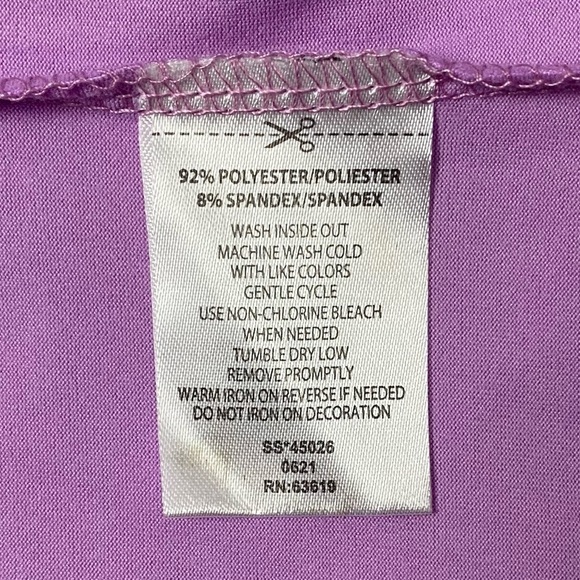 92% POLYESTER/POLIESTER
8% SPANDEX/SPANDEX
WASH INSIDE OUT
MACHINE WASH COLD
WITH LIKE COLORS
GENTLE CYCLE
USE NON-CHLORINE BLEACH
WHEN NEEDED
TUMBLE DRY LOW
REMOVE PROMPTLY
WARM IRON ON REVERSE IF NEEDED
DO NOT IRON ON DECORATION
SS*45026
0621
RN:63619